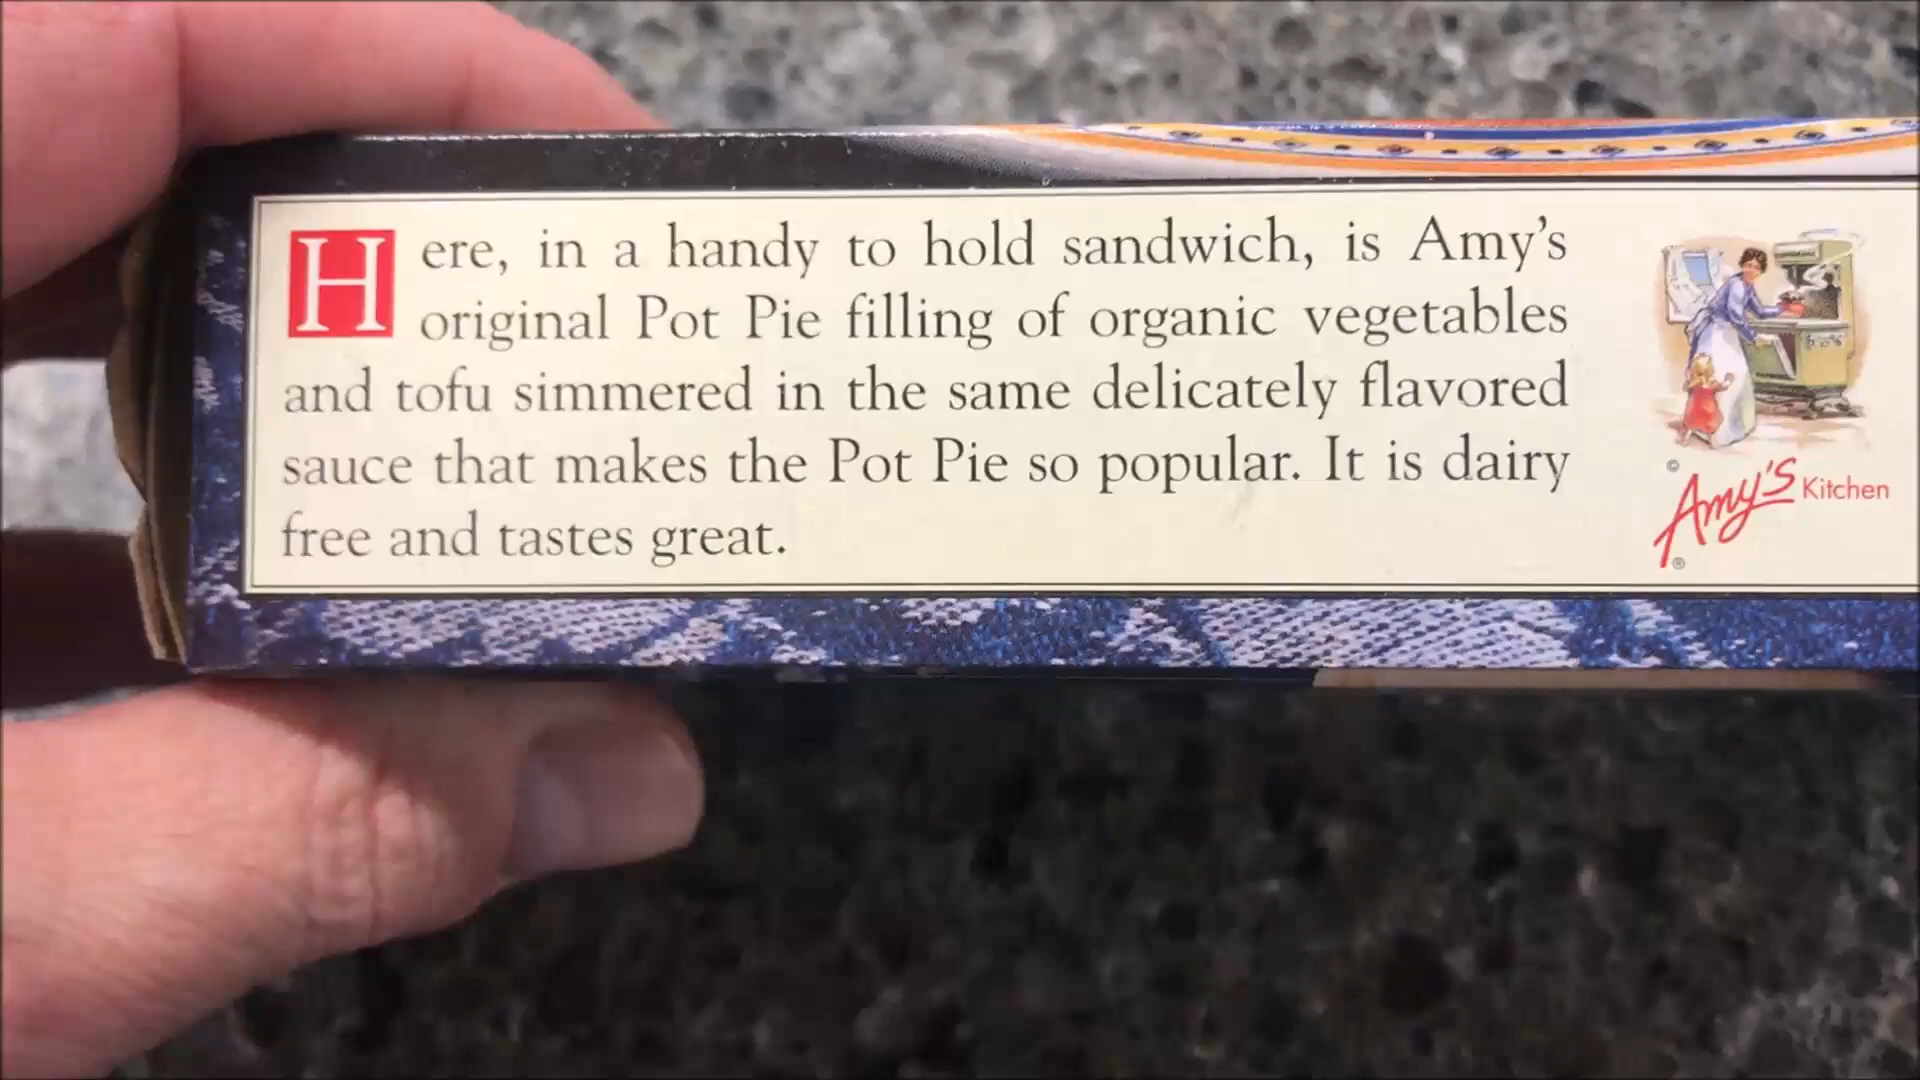 Here, in a handy to hold sandwich, is Amy's
original Pot Pie filling of organic vegetables
and tofu simmered in the same delicately flavored
sauce that makes the Pot Pie so popular. It is dairy
free and tastes great.
©
Amy's Kitchen
®